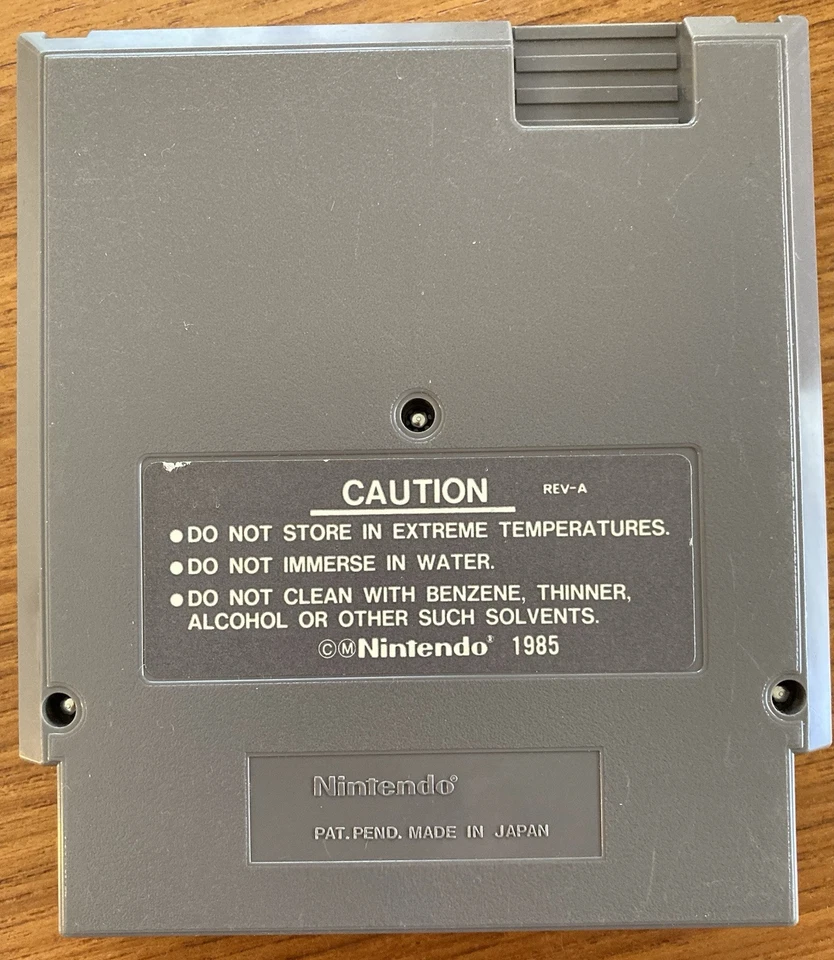 CAUTION REV-A
●DO NOT STORE IN EXTREME TEMPERATURES.
●DO NOT IMMERSE IN WATER.
●DO NOT CLEAN WITH BENZENE, THINNER,
ALCOHOL OR OTHER SUCH SOLVENTS.
ⒸⓂNintendo® 1985
Nintendo®
PAT. PEND. MADE IN JAPAN